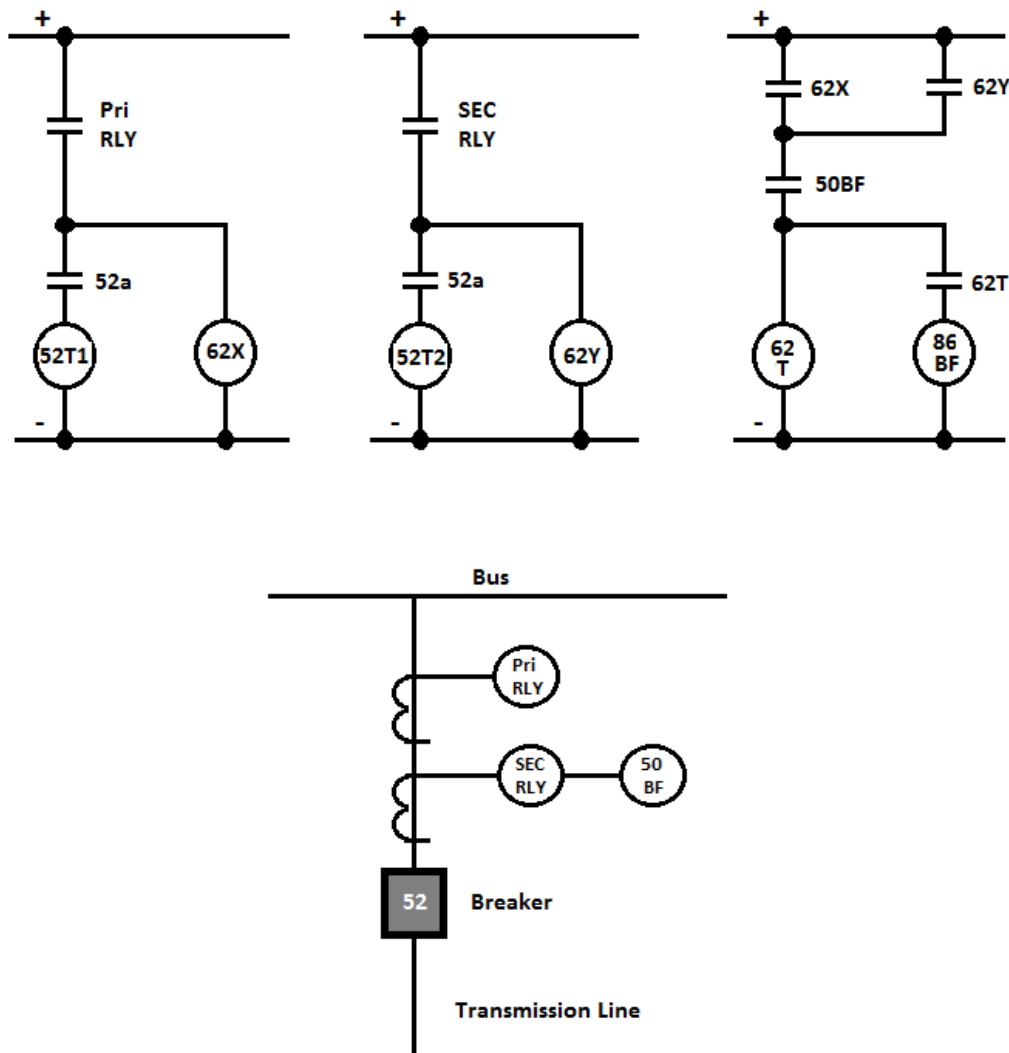 +
Pri
RLY
52a
52T1
62X
-
+
SEC
RLY
52a
52T2
62Y
-
+
62X
62Y
50BF
62T
62
T
86
BF
-
Bus
Pri
RLY
SEC
RLY
50
BF
52
Breaker
Transmission Line